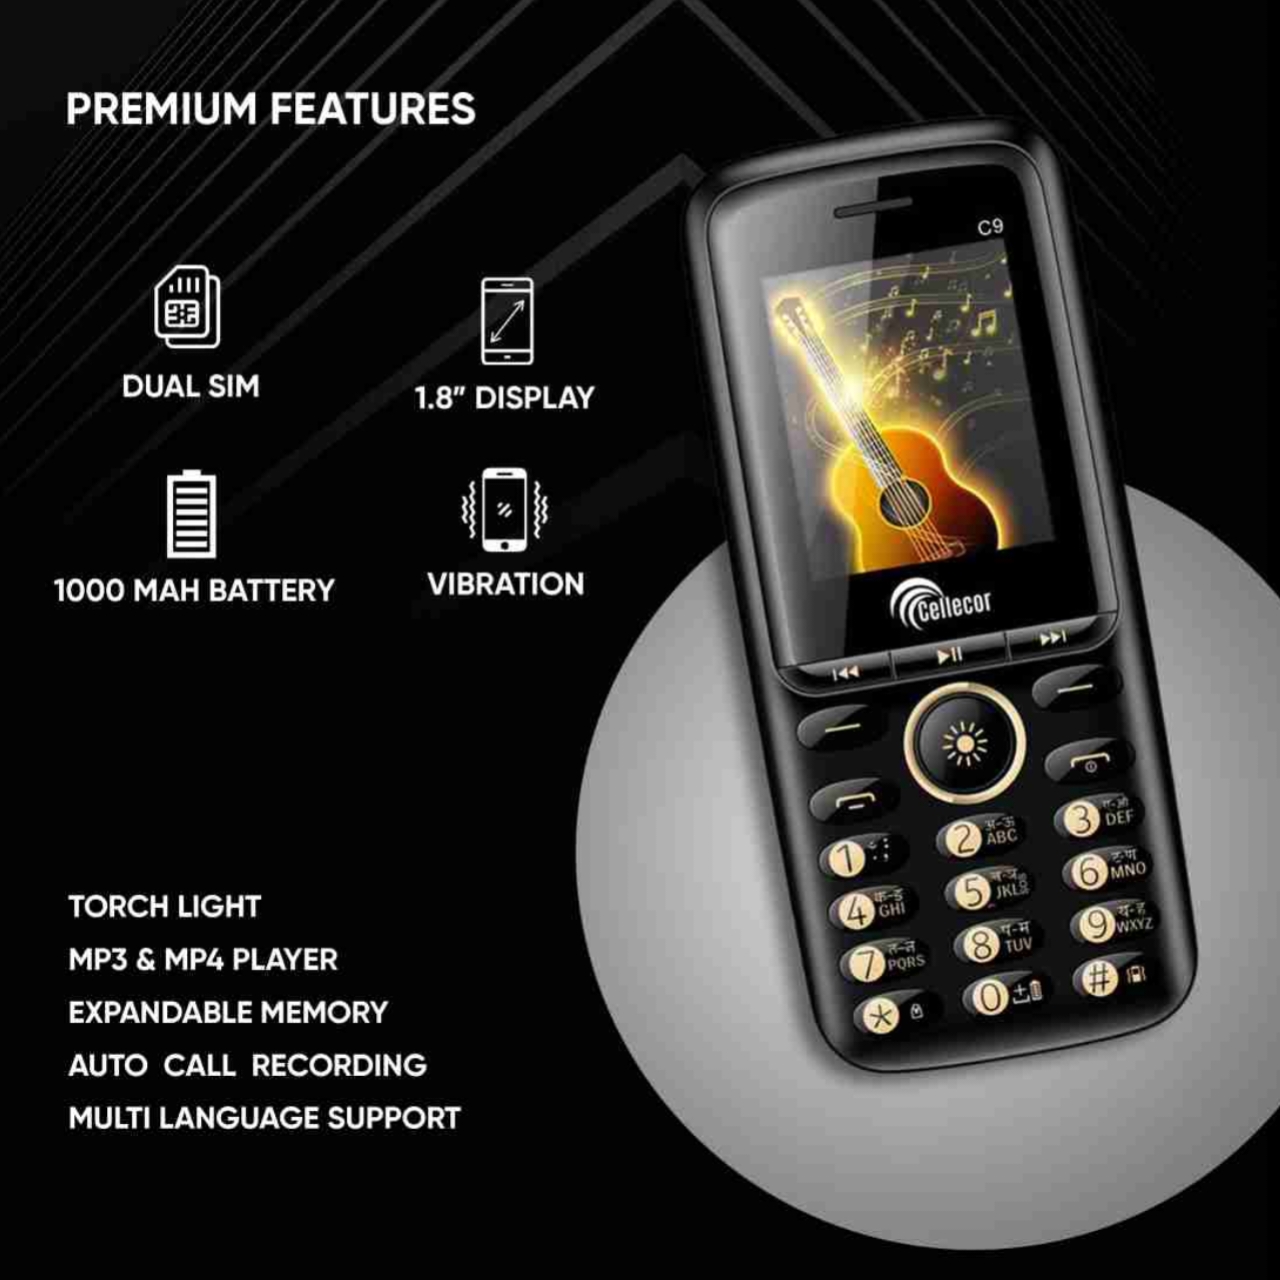 PREMIUM FEATURES
DUAL SIM
1.8” DISPLAY
1000 MAH BATTERY
VIBRATION
TORCH LIGHT
MP3 & MP4 PLAYER
EXPANDABLE MEMORY
AUTO CALL RECORDING
MULTI LANGUAGE SUPPORT
C9
Cellecor
1
2 अ-ऊ ABC
3 ए-औ DEF
4 क-ङ GHI
5 JKL
6 ट-ण MNO
7 त-न PQRS
8 प-म TUV
9 य-ह WXYZ
*
0 +
#